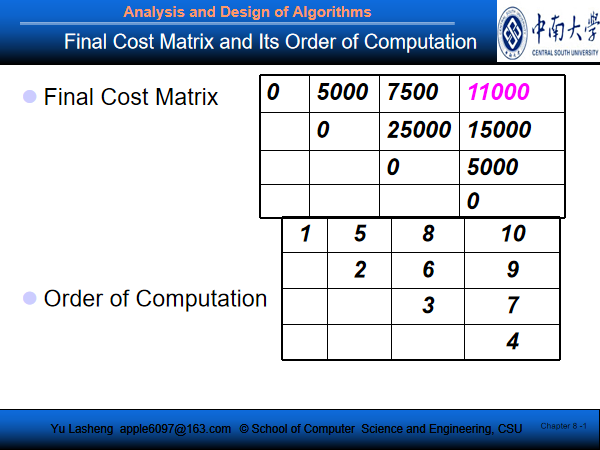 Analysis and Design of Algorithms
Final Cost Matrix and Its Order of Computation
中南大学
CENTRAL SOUTH UNIVERSITY
Final Cost Matrix
0 5000 7500 11000
0 25000 15000
0 5000
0
Order of Computation
1 5 8 10
2 6 9
3 7
4
Yu Lasheng apple6097@163.com © School of Computer Science and Engineering, CSU
Chapter 8 -1